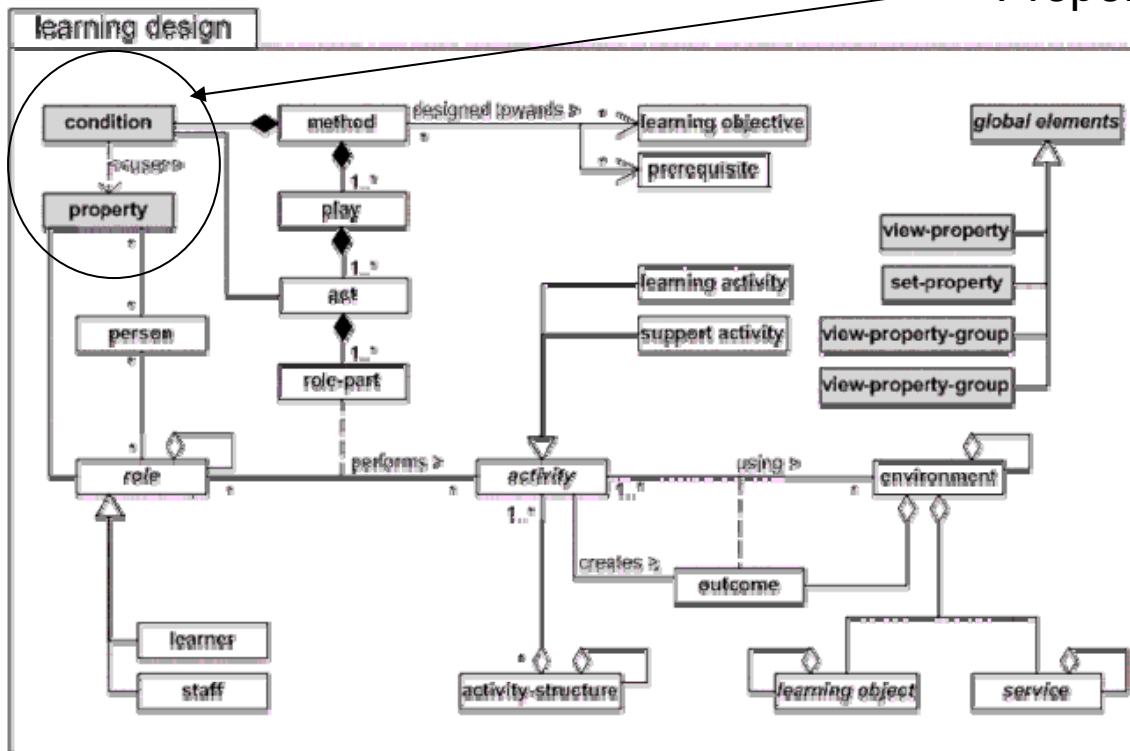 Proper
learning design
condition
method
designed towards >
*
*
learning objective
global elements
* *
prerequisite
1..*
property
play
view-property
*
1..*
set-property
act
learning activity
*
person
support activity
view-property-group
*
1..*
role-part
view-property-group
*
performs >
using >
role
activity
environment
*
*
1..*
*
1..*
creates >
outcome
learner
*
staff
activity-structure
learning object
service